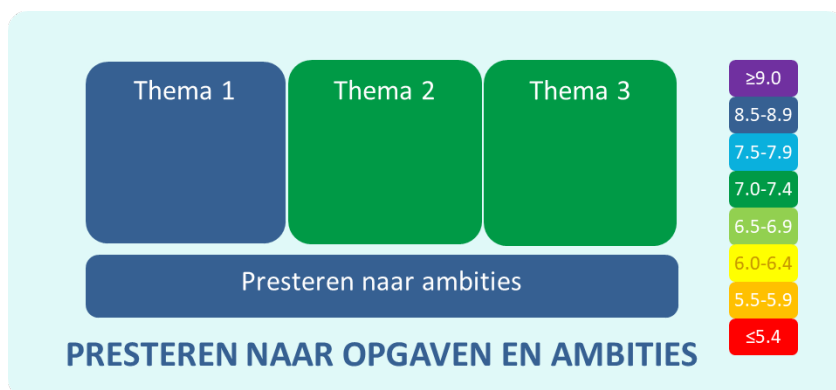 Thema 1
Thema 2
Thema 3
Presteren naar ambities
PRESTEREN NAAR OPGAVEN EN AMBITIES
≥9.0
8.5-8.9
7.5-7.9
7.0-7.4
6.5-6.9
6.0-6.4
5.5-5.9
≤5.4